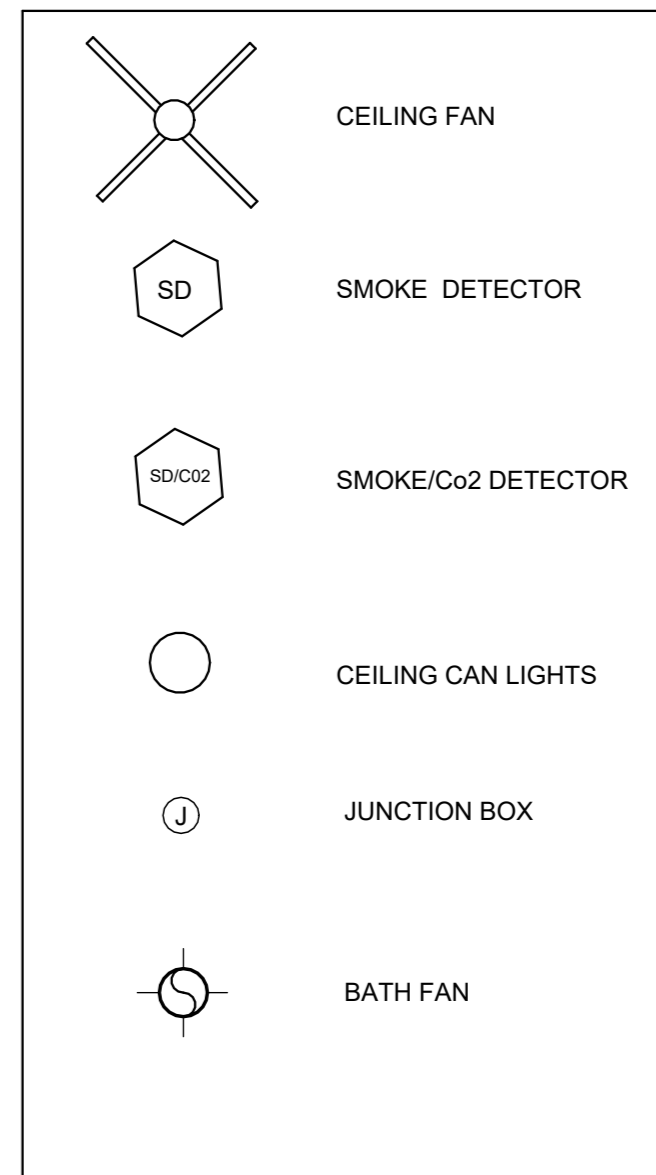 CEILING FAN
SD
SMOKE DETECTOR
SD/C02
SMOKE/Co2 DETECTOR
CEILING CAN LIGHTS
J
JUNCTION BOX
BATH FAN